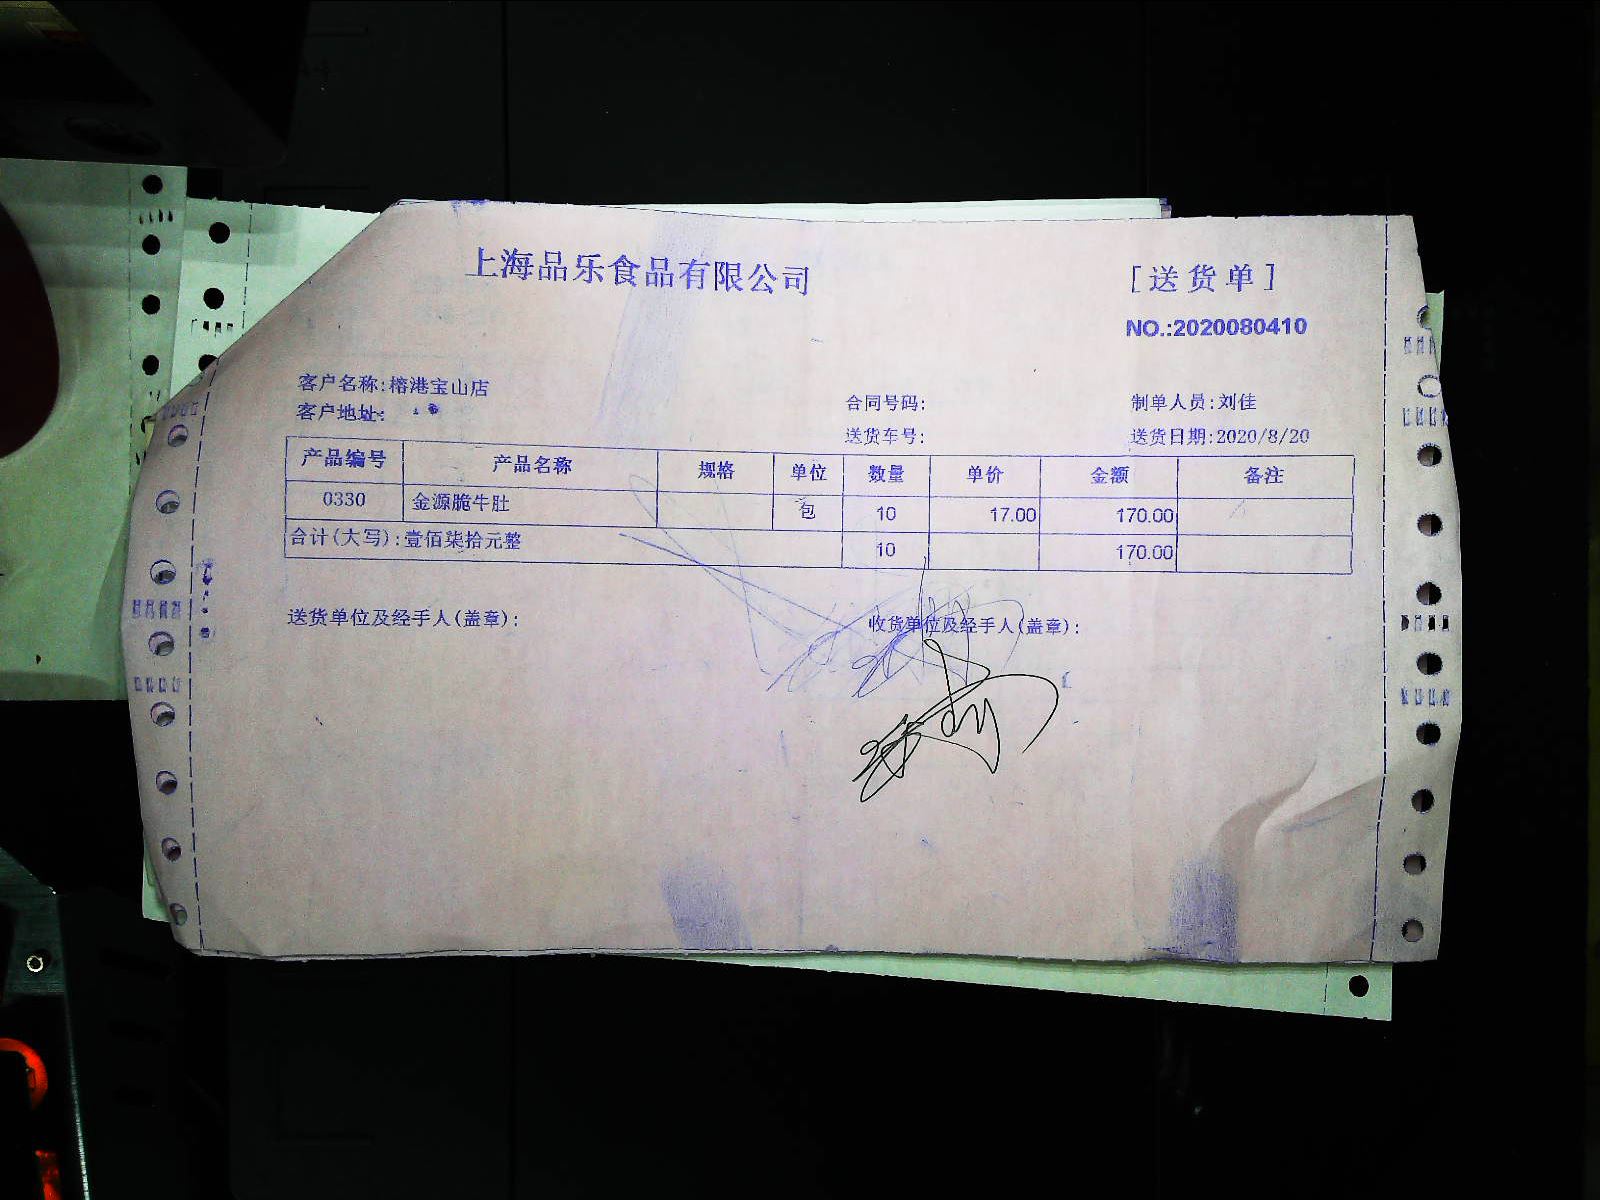 上海品乐食品有限公司
[送货单]
NO.:2020080410
客户名称:榕港宝山店
客户地址:
合同号码:
制单人员:刘佳
送货车号:
送货日期:2020/8/20
产品编号 产品名称 规格 单位 数量 单价 金额 备注
0330 金源脆牛肚 包 10 17.00 170.00
合计(大写):壹佰柒拾元整 10 170.00
送货单位及经手人(盖章):
收货单位及经手人(盖章):